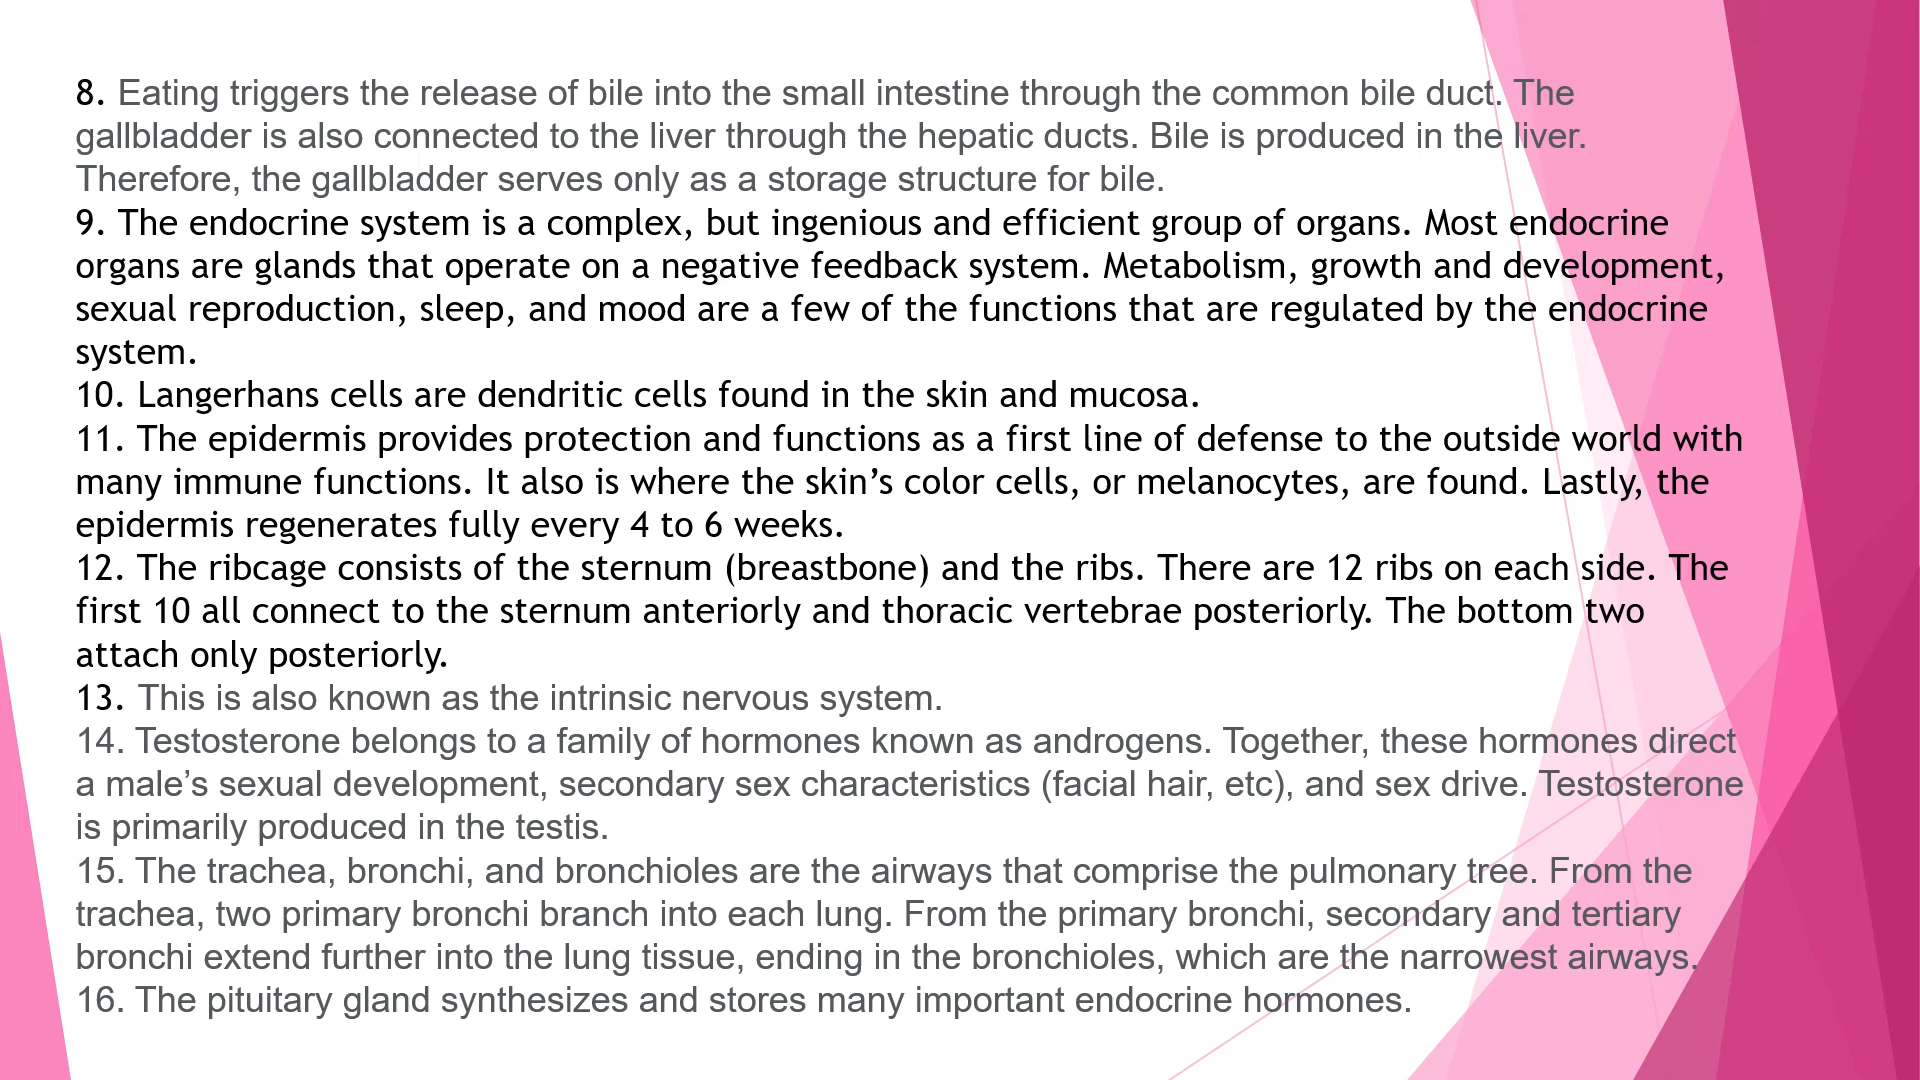 8. Eating triggers the release of bile into the small intestine through the common bile duct. The
gallbladder is also connected to the liver through the hepatic ducts. Bile is produced in the liver.
Therefore, the gallbladder serves only as a storage structure for bile.
9. The endocrine system is a complex, but ingenious and efficient group of organs. Most endocrine
organs are glands that operate on a negative feedback system. Metabolism, growth and development,
sexual reproduction, sleep, and mood are a few of the functions that are regulated by the endocrine
system.
10. Langerhans cells are dendritic cells found in the skin and mucosa.
11. The epidermis provides protection and functions as a first line of defense to the outside world with
many immune functions. It also is where the skin’s color cells, or melanocytes, are found. Lastly, the
epidermis regenerates fully every 4 to 6 weeks.
12. The ribcage consists of the sternum (breastbone) and the ribs. There are 12 ribs on each side. The
first 10 all connect to the sternum anteriorly and thoracic vertebrae posteriorly. The bottom two
attach only posteriorly.
13. This is also known as the intrinsic nervous system.
14. Testosterone belongs to a family of hormones known as androgens. Together, these hormones direct
a male’s sexual development, secondary sex characteristics (facial hair, etc), and sex drive. Testosterone
is primarily produced in the testis.
15. The trachea, bronchi, and bronchioles are the airways that comprise the pulmonary tree. From the
trachea, two primary bronchi branch into each lung. From the primary bronchi, secondary and tertiary
bronchi extend further into the lung tissue, ending in the bronchioles, which are the narrowest airways.
16. The pituitary gland synthesizes and stores many important endocrine hormones.